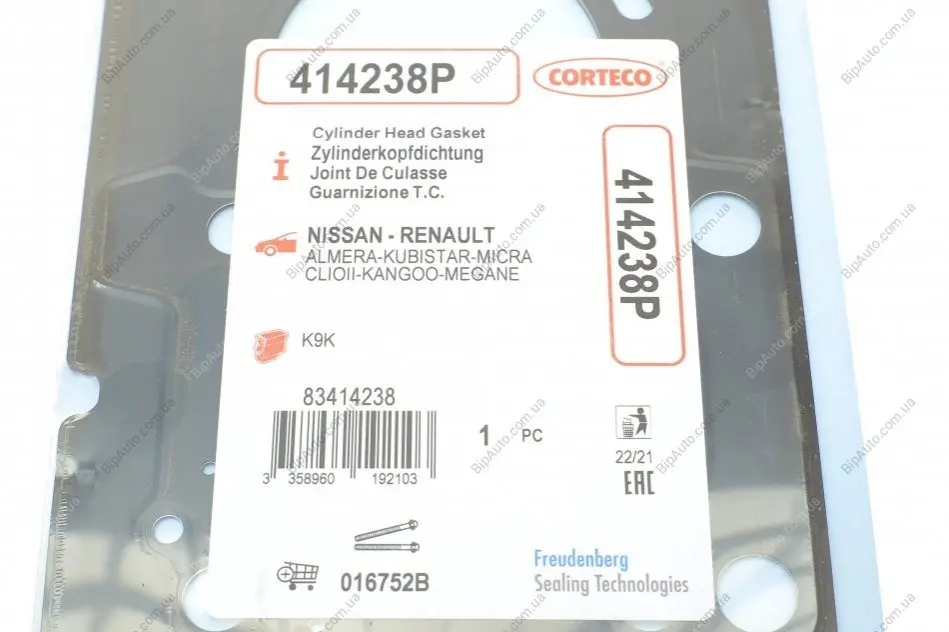 414238P
CORTECO
Cylinder Head Gasket
Zylinderkopfdichtung
Joint De Culasse
Guarnizione T.C.
414238P
NISSAN - RENAULT
ALMERA-KUBISTAR-MICRA
CLIOII-KANGOO-MEGANE
K9K
83414238
3 358960 192103
1 PC
22/21
EAC
016752B
Freudenberg
Sealing Technologies
BipAuto.com.ua